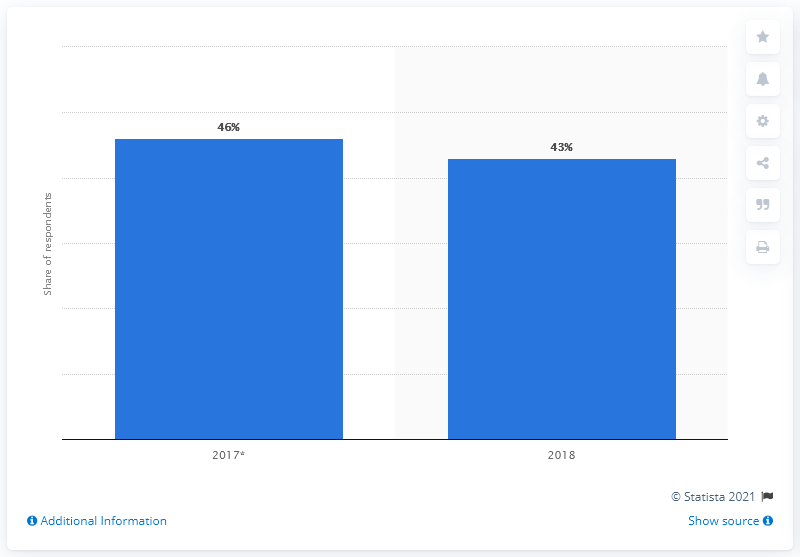 46%
43%
Share of respondents
2017*
2018
© Statista 2021
Additional Information
Show source